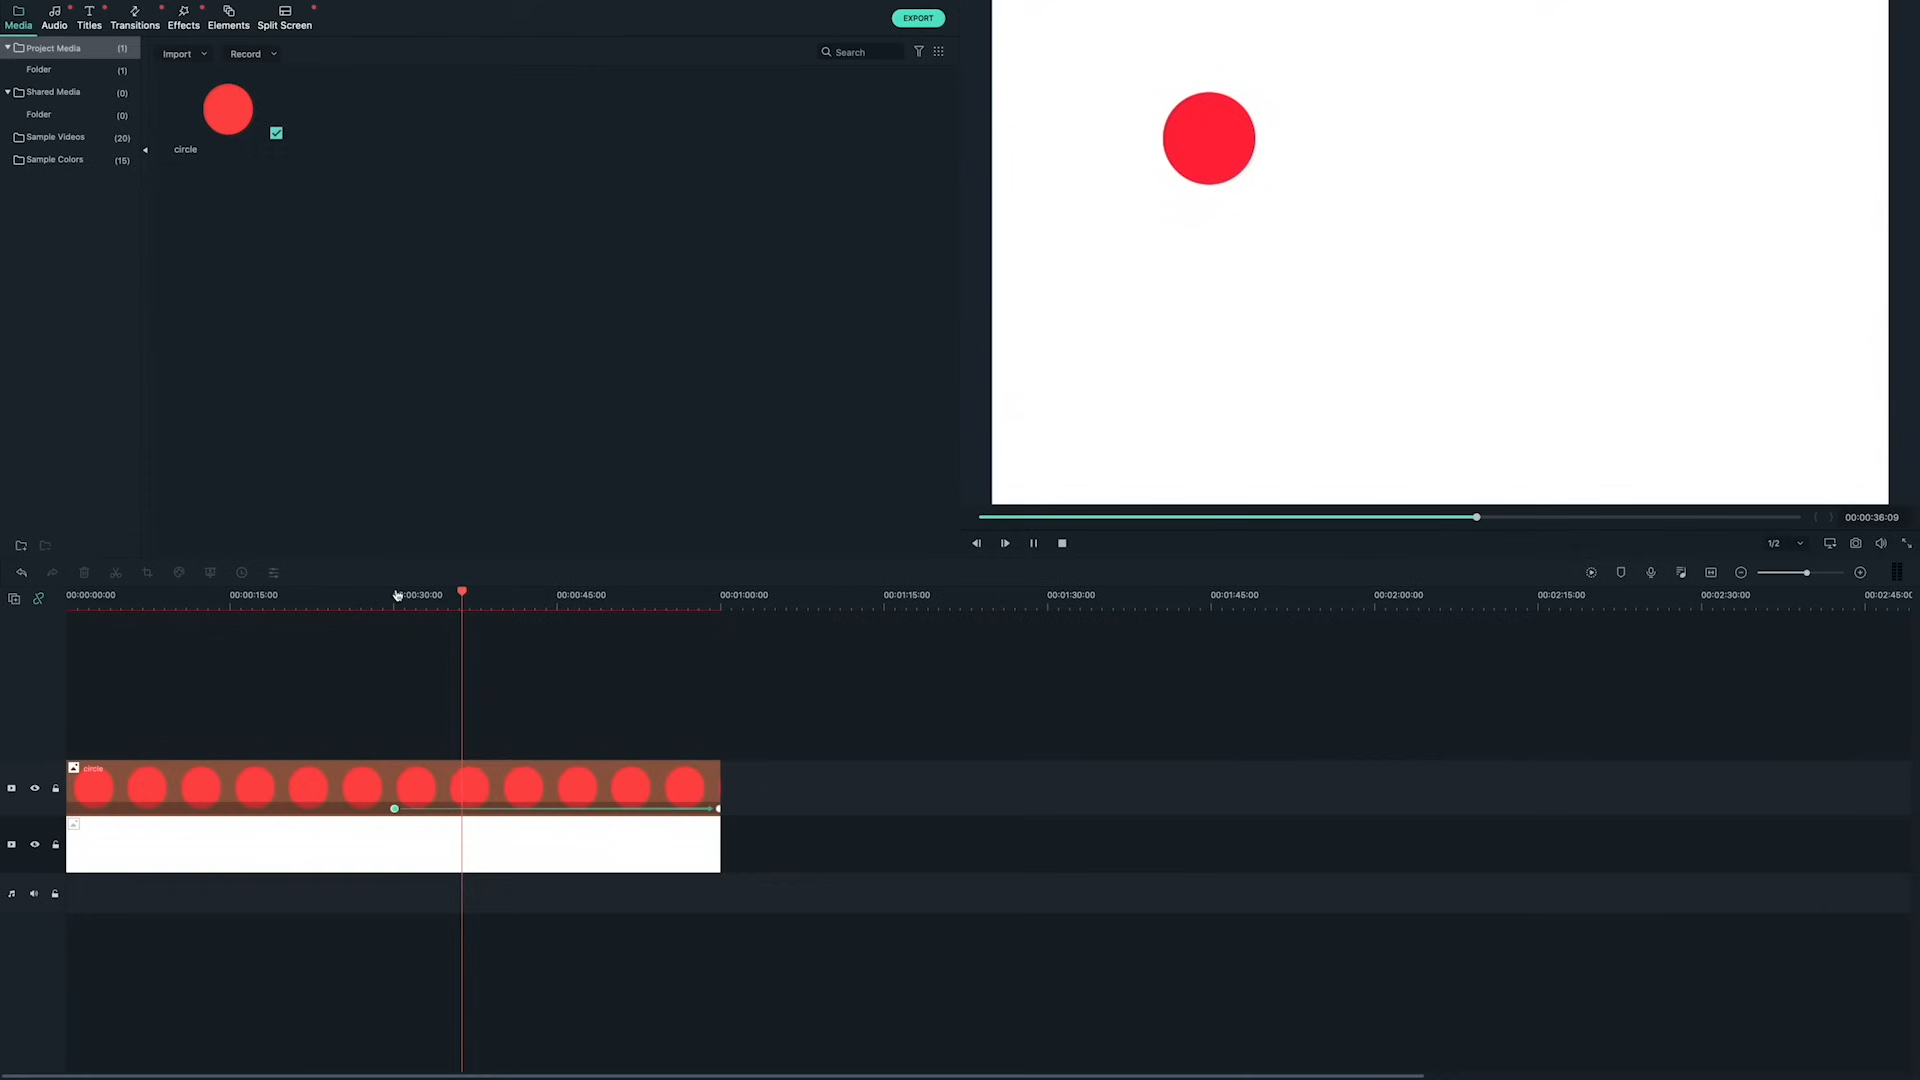 Media Audio Titles Transitions Effects Elements Split Screen
EXPORT
Project Media (1)
Folder (1)
Shared Media (0)
Folder (0)
Sample Videos (20)
Sample Colors (15)
Import Record
Search
circle
00:00:36:09
1/2
00:00:00:00 00:00:15:00 00:00:30:00 00:00:45:00 00:01:00:00 00:01:15:00 00:01:30:00 00:01:45:00 00:02:00:00 00:02:15:00 00:02:30:00 00:02:45:00
circle